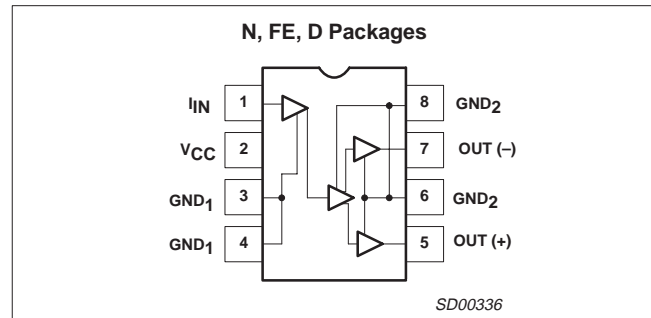 N, FE, D Packages
IIN 1 8 GND2
VCC 2 7 OUT (–)
GND1 3 6 GND2
GND1 4 5 OUT (+)
SD00336